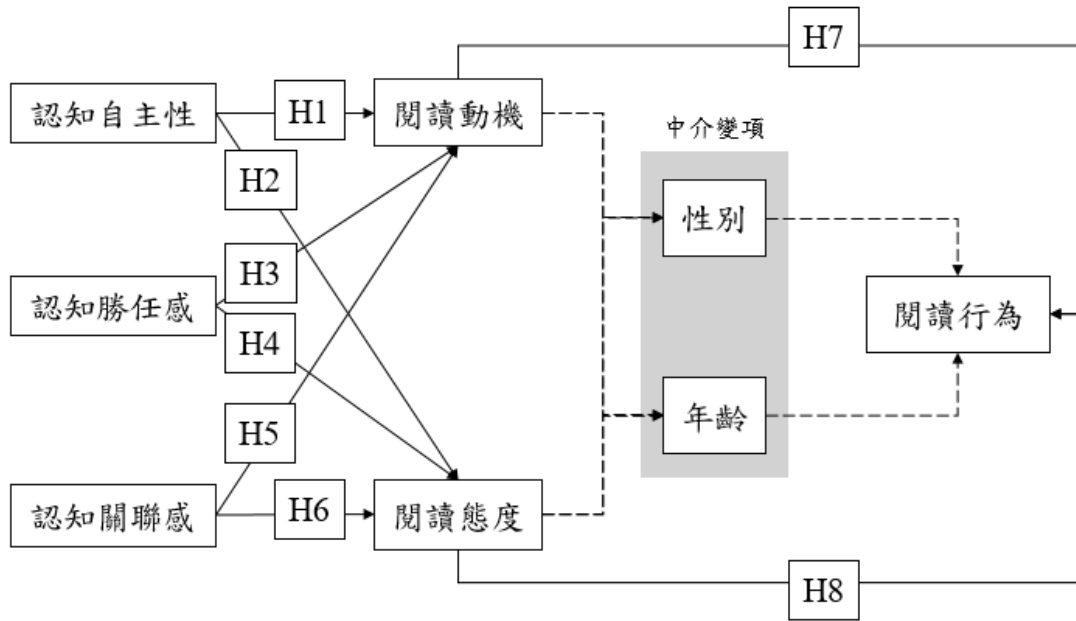 H7
認知自主性
H1
閱讀動機
中介變項
H2
性別
H3
認知勝任感
閱讀行為
H4
年齡
H5
認知關聯感
H6
閱讀態度
H8